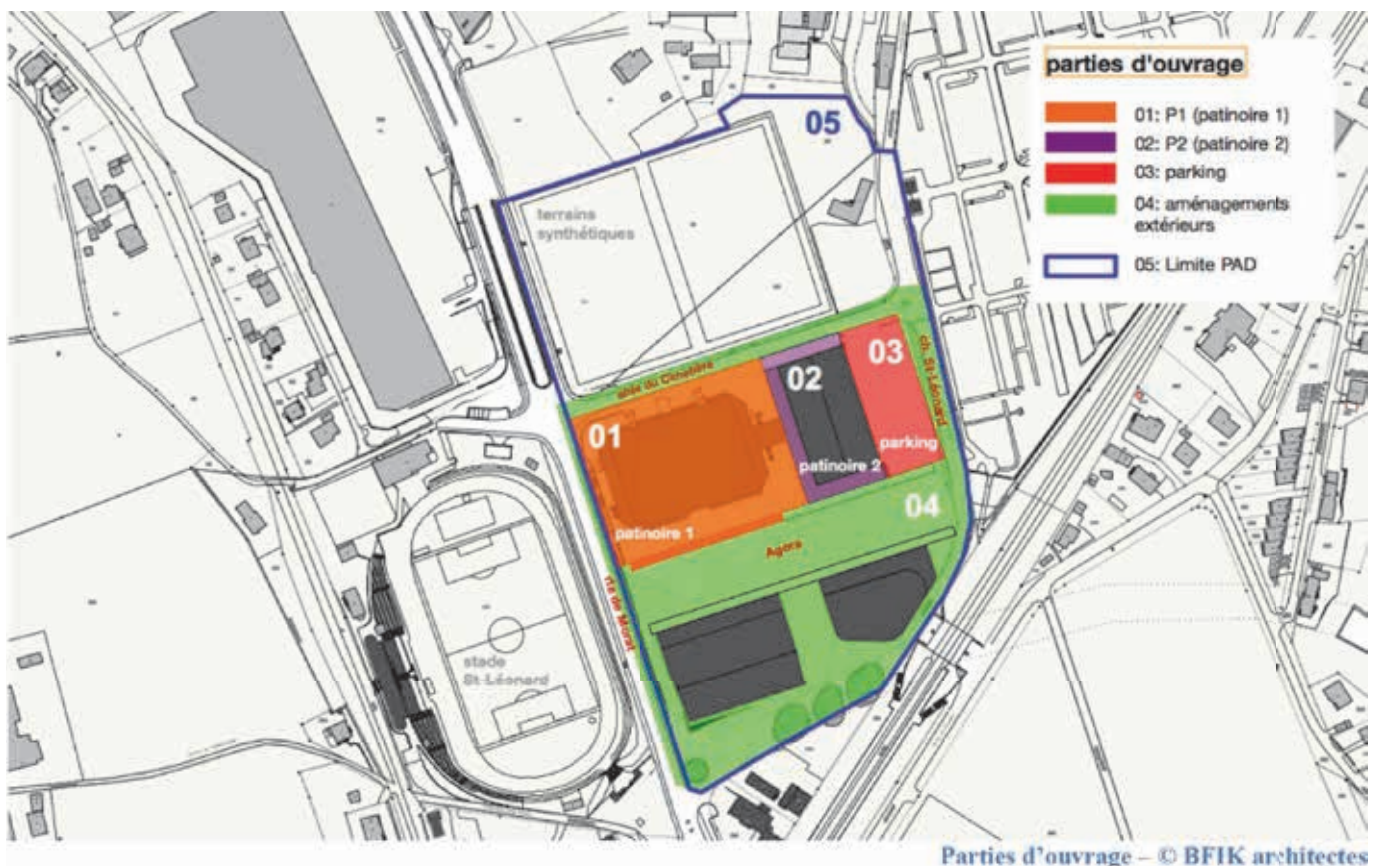 parties d'ouvrage
01: P1 (patinoire 1)
02: P2 (patinoire 2)
03: parking
04: aménagements
extérieurs
05: Limite PAD
05
terrains
synthétiques
allée du Cimetière
ch. St-Léonard
03
02
01
parking
patinoire 2
04
patinoire 1
Agora
rte de Morat
stade
St-Léonard
Parties d'ouvrage – © BFIK architectes